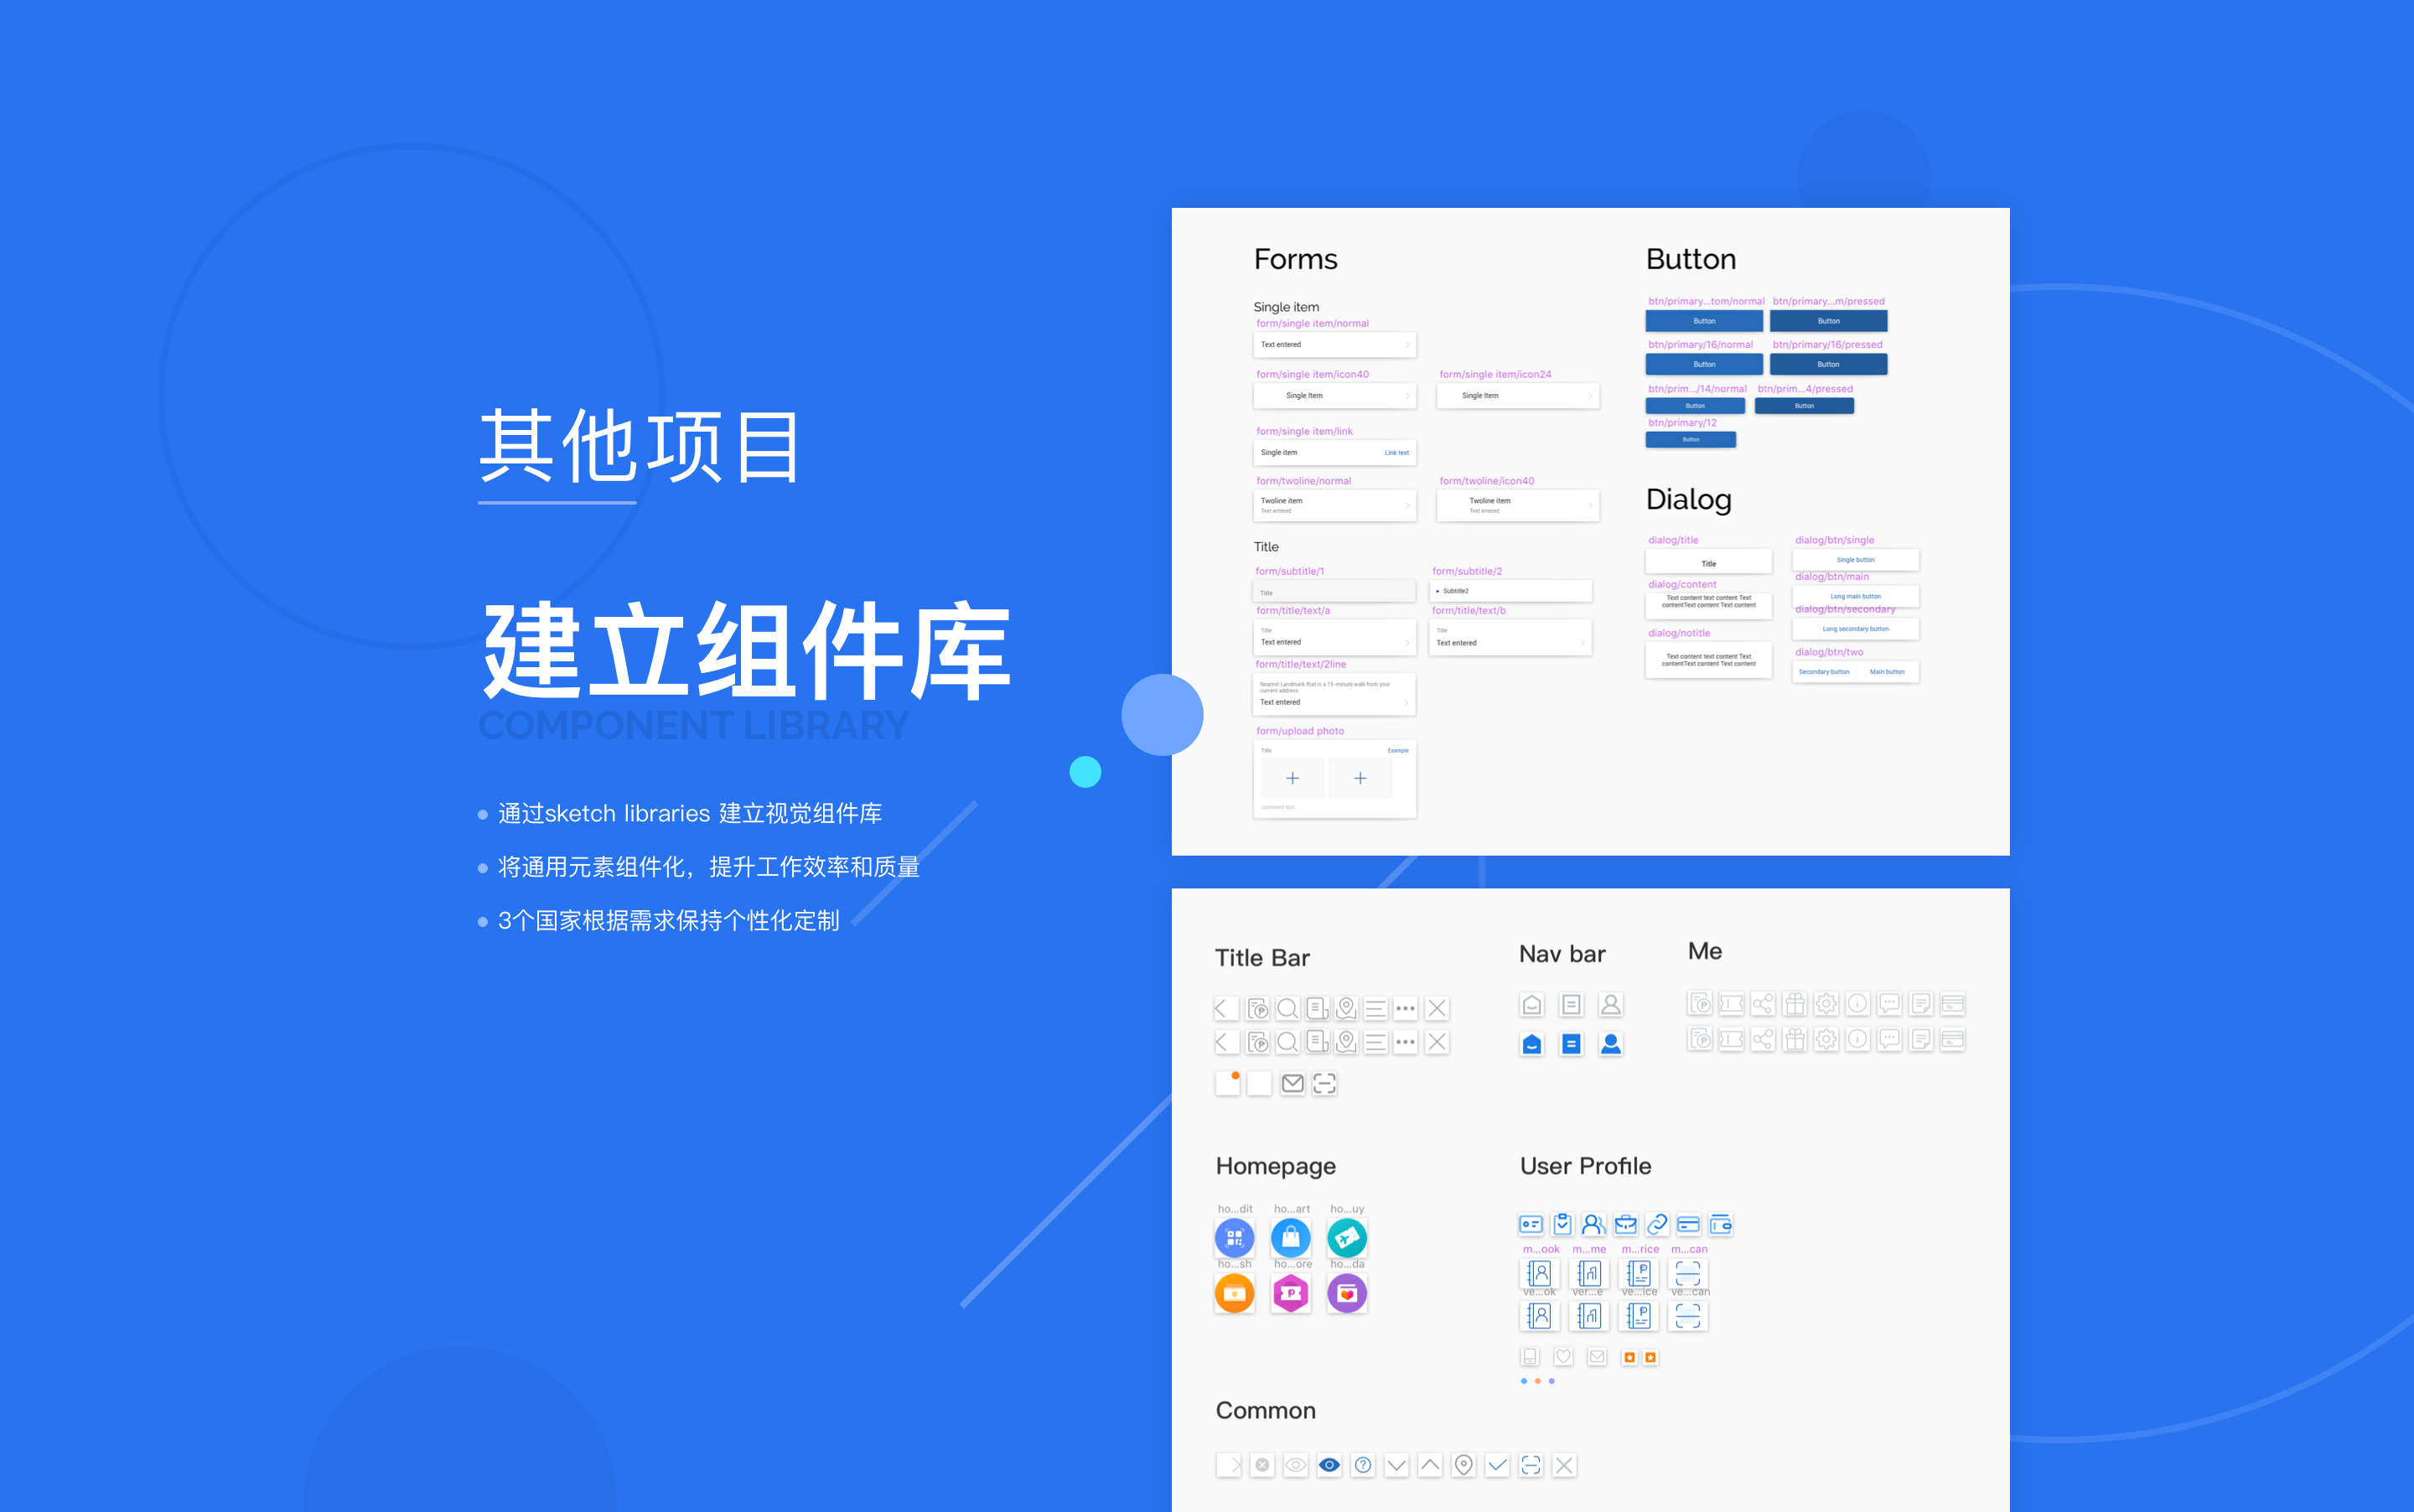 其他项目
建立组件库
COMPONENT LIBRARY
通过sketch libraries 建立视觉组件库
将通用元素组件化，提升工作效率和质量
3个国家根据需求保持个性化定制
Forms
Single item
form/single item/normal
Text entered
form/single item/icon40
form/single item/icon24
Single Item
Single Item
form/single item/link
Single item
Link text
form/twoline/normal
form/twoline/icon40
Twoline item
Text entered
Twoline item
Text entered
Title
form/subtitle/1
form/subtitle/2
Title
Subtitle2
form/title/text/a
form/title/text/b
Title
Text entered
Title
Text entered
form/title/text/2line
Nearest Landmark that is a 15-minute walk from your
current address
Text entered
form/upload photo
Title
Example
comment text
Button
btn/primary...tom/normal
btn/primary...m/pressed
Button
Button
btn/primary/16/normal
btn/primary/16/pressed
Button
Button
btn/prim.../14/normal
btn/prim...4/pressed
Button
Button
btn/primary/12
Button
Dialog
dialog/title
Title
dialog/content
Text content text content Text
contentText content Text content
dialog/notitle
Text content text content Text
contentText content Text content
dialog/btn/single
Single button
dialog/btn/main
Long main button
dialog/btn/secondary
Long secondary button
dialog/btn/two
Secondary button
Main button
Title Bar
Nav bar
Me
Homepage
ho...dit
ho...art
ho...uy
ho...sh
ho...ore
ho...da
User Profile
m...ook
m...me
m...rice
m...can
ve...ok
ver...e
ve...ice
ve...can
Common